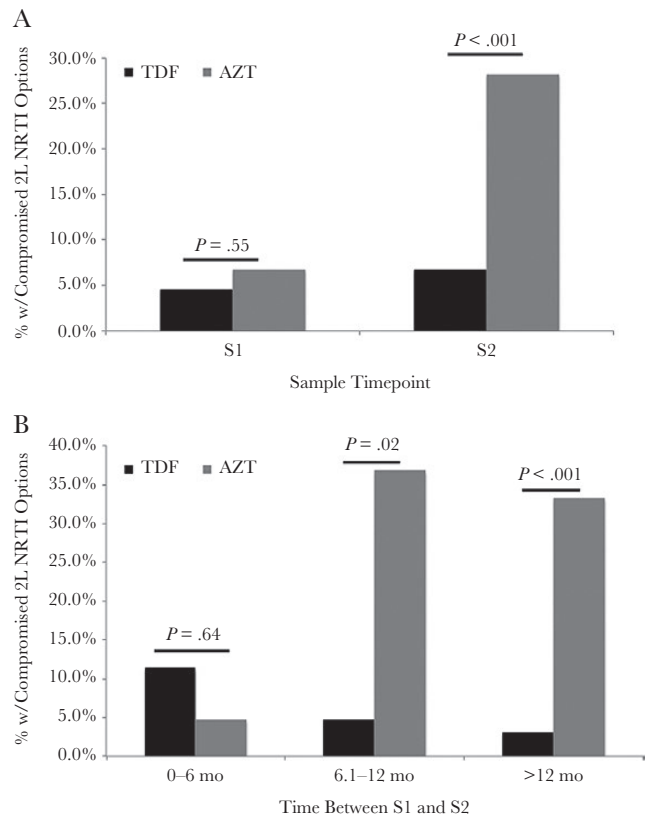 A
% w/Compromised 2L NRTI Options
30.0%
25.0%
20.0%
15.0%
10.0%
5.0%
0.0%
TDF AZT
P < .001
P = .55
S1 S2
Sample Timepoint
B
% w/Compromised 2L NRTI Options
40.0%
35.0%
30.0%
25.0%
20.0%
15.0%
10.0%
5.0%
0.0%
TDF AZT
P = .02
P < .001
P = .64
0–6 mo 6.1–12 mo >12 mo
Time Between S1 and S2